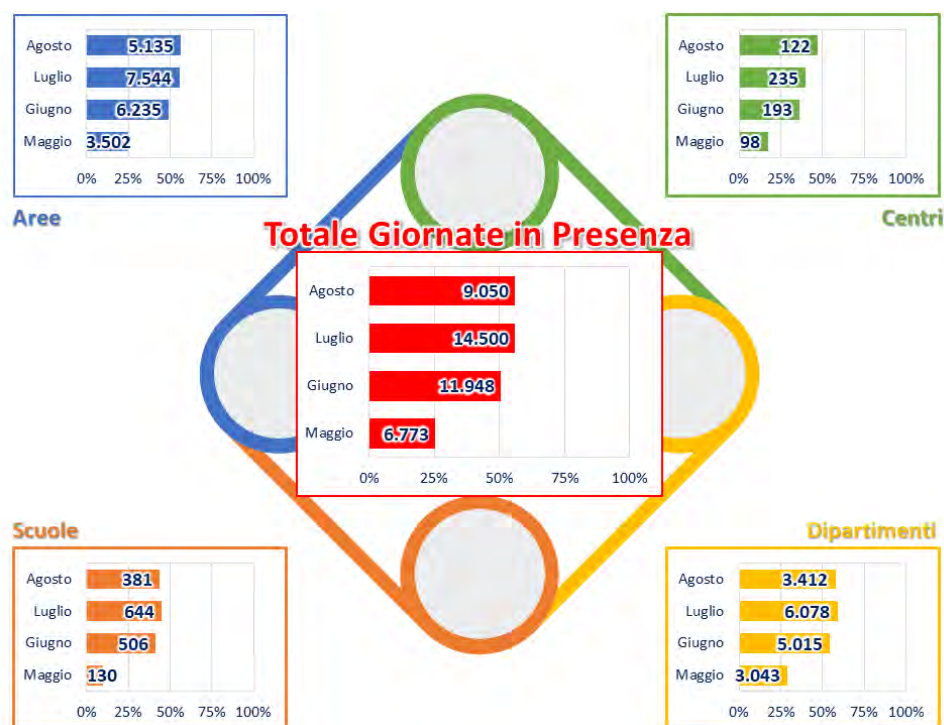 Agosto 5.135
Luglio 7.544
Giugno 6.235
Maggio 3.502
0% 25% 50% 75% 100%
Aree
Agosto 122
Luglio 235
Giugno 193
Maggio 98
0% 25% 50% 75% 100%
Centri
Totale Giornate in Presenza
Agosto 9.050
Luglio 14.500
Giugno 11.948
Maggio 6.773
0% 25% 50% 75% 100%
Scuole
Agosto 381
Luglio 644
Giugno 506
Maggio 130
0% 25% 50% 75% 100%
Dipartimenti
Agosto 3.412
Luglio 6.078
Giugno 5.015
Maggio 3.043
0% 25% 50% 75% 100%